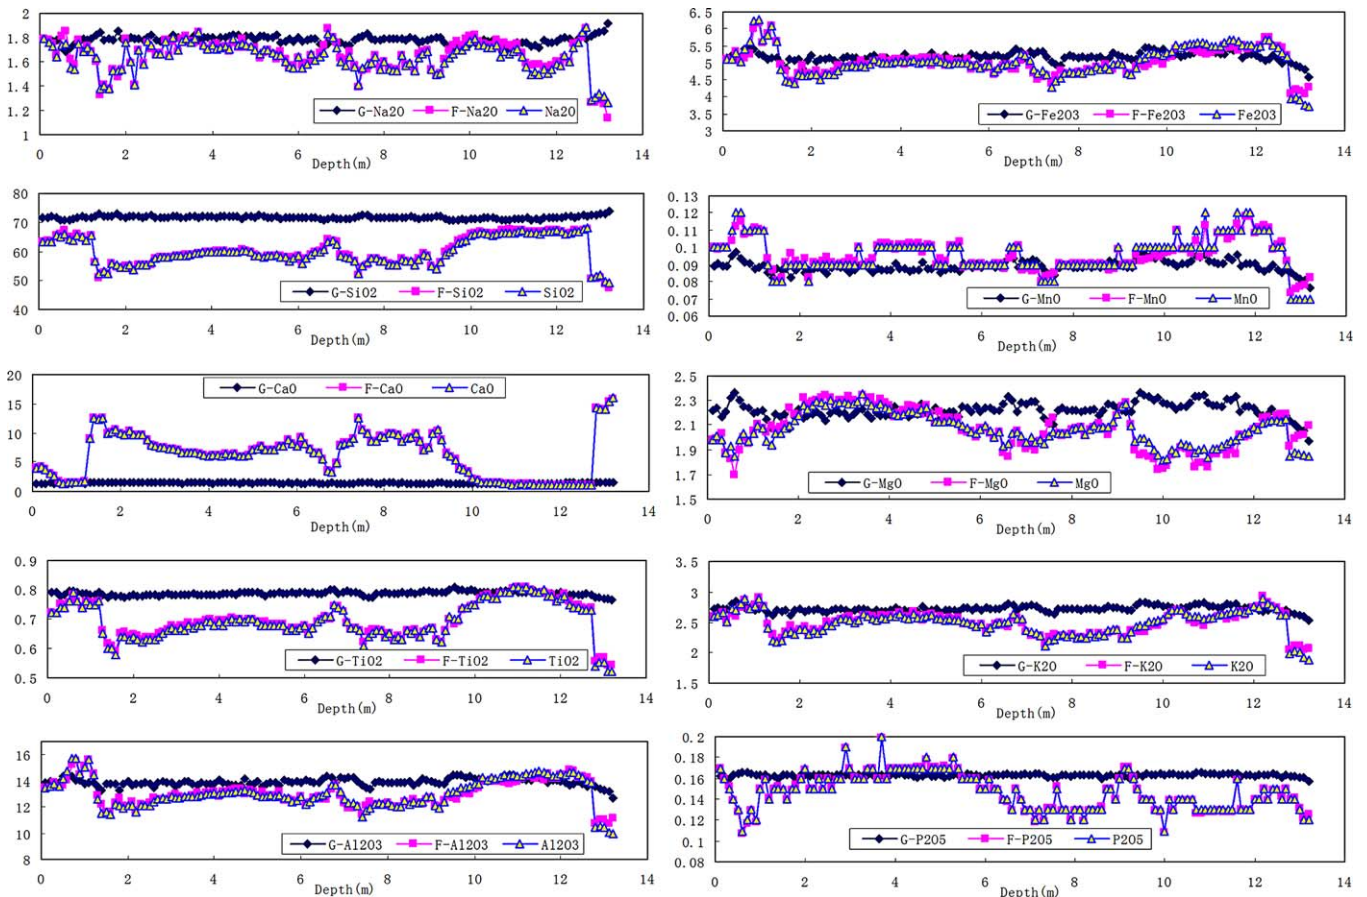 2
1.8
1.6
1.4
1.2
1
G-Na2O F-Na2O Na2O
0 2 4 6 8 10 12 14
Depth(m)
6.5
6
5.5
5
4.5
4
3.5
3
G-Fe2O3 F-Fe2O3 Fe2O3
0 2 4 6 8 10 12 14
Depth(m)
80
70
60
50
40
G-SiO2 F-SiO2 SiO2
0 2 4 6 8 10 12 14
Depth(m)
0.13
0.12
0.11
0.1
0.09
0.08
0.07
0.06
G-MnO F-MnO MnO
0 2 4 6 8 10 12 14
Depth(m)
20
15
10
5
0
G-CaO F-CaO CaO
0 2 4 6 8 10 12 14
Depth(m)
2.5
2.3
2.1
1.9
1.7
1.5
G-MgO F-MgO MgO
0 2 4 6 8 10 12 14
Depth(m)
0.9
0.8
0.7
0.6
0.5
G-TiO2 F-TiO2 TiO2
0 2 4 6 8 10 12 14
Depth(m)
3.5
3
2.5
2
1.5
G-K2O F-K2O K2O
0 2 4 6 8 10 12 14
Depth(m)
16
14
12
10
8
G-Al2O3 F-Al2O3 Al2O3
0 2 4 6 8 10 12 14
Depth(m)
0.2
0.18
0.16
0.14
0.12
0.1
0.08
G-P2O5 F-P2O5 P2O5
0 2 4 6 8 10 12 14
Depth(m)